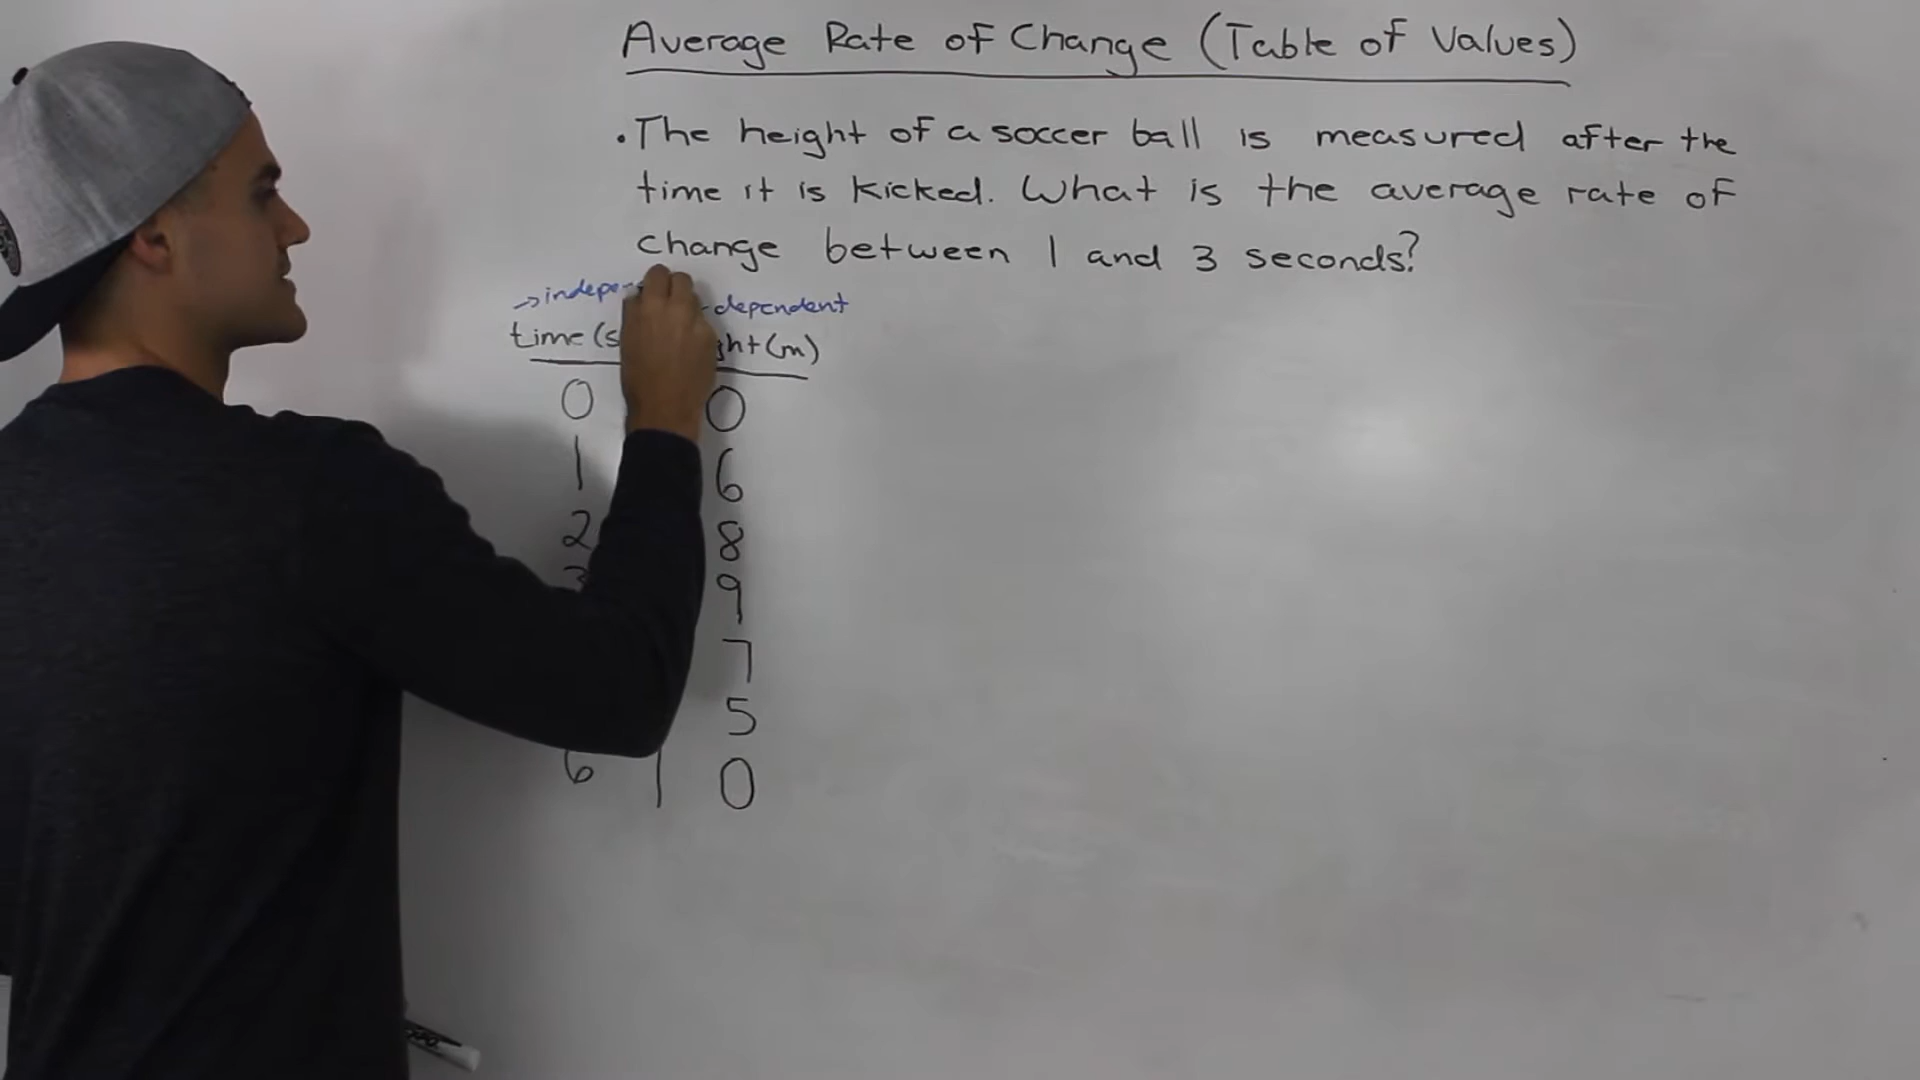 Average Rate of Change (Table of Values)
• The height of a soccer ball is measured after the
time it is kicked. What is the average rate of
change between 1 and 3 seconds?
→ dependent
time (s
0 0
1 6
2 8
3 9
7
5
6 0